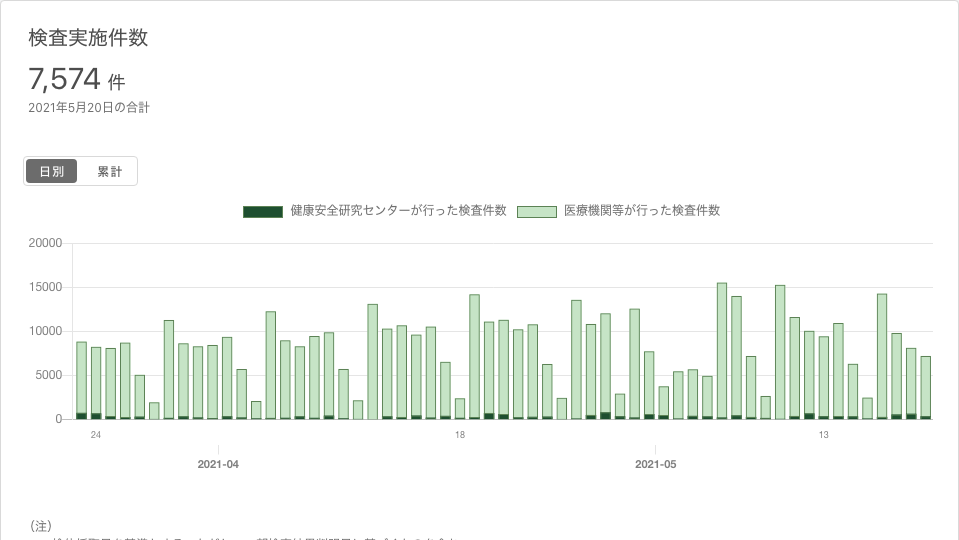 検査実施件数
7,574 件
2021年5月20日の合計
日別 累計
健康安全研究センターが行った検査件数 医療機関等が行った検査件数
20000
15000
10000
5000
0
24 18 13
2021-04 2021-05
（注）